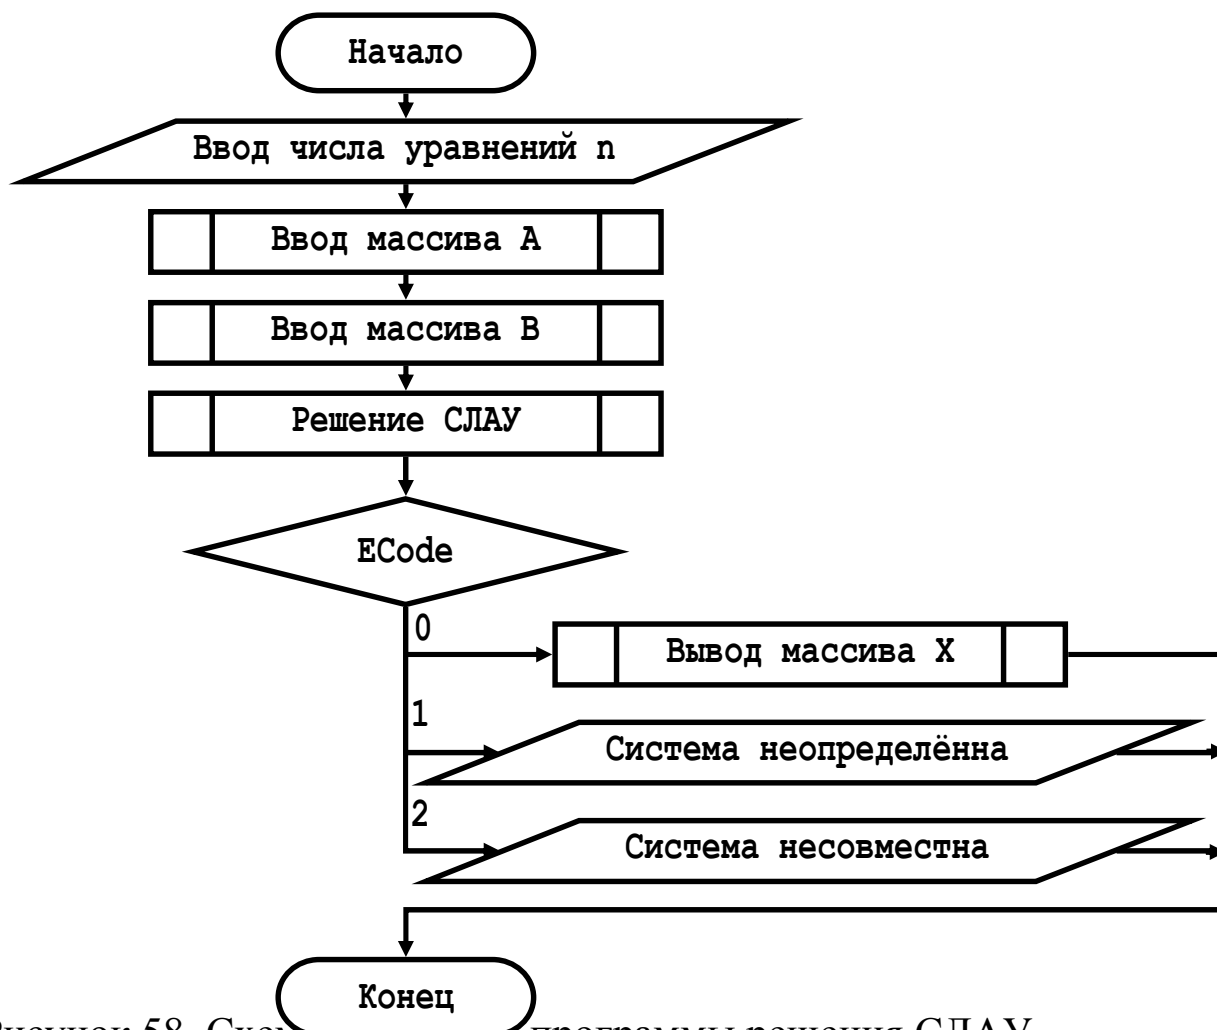 Начало
Ввод числа уравнений n
Ввод массива A
Ввод массива B
Решение СЛАУ
ECode
0
Вывод массива X
1
Система неопределённа
2
Система несовместна
Конец
58 программы решения СЛАУ